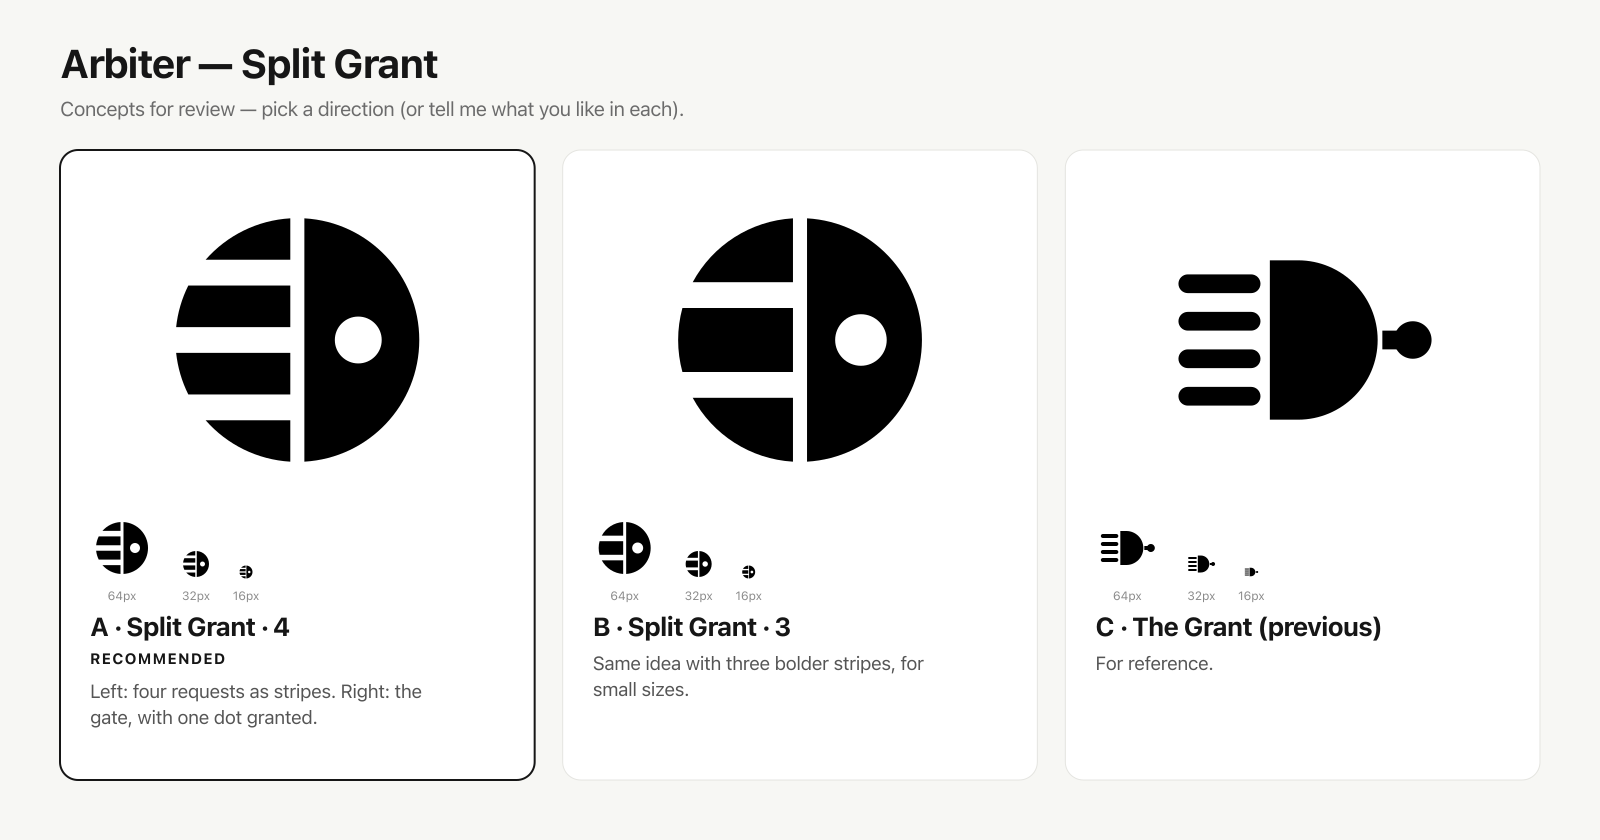 Arbiter — Split Grant
Concepts for review — pick a direction (or tell me what you like in each).
64px 32px 16px
A · Split Grant · 4
RECOMMENDED
Left: four requests as stripes. Right: the
gate, with one dot granted.
64px 32px 16px
B · Split Grant · 3
Same idea with three bolder stripes, for
small sizes.
64px 32px 16px
C · The Grant (previous)
For reference.